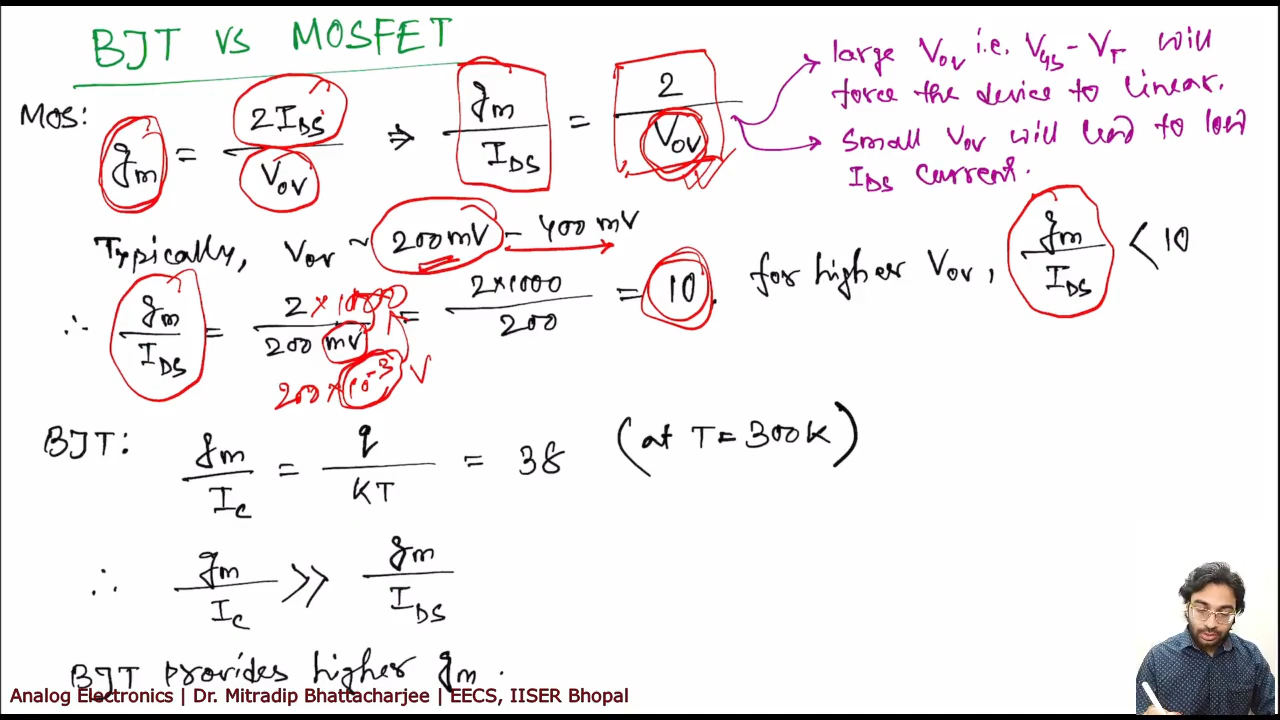 BJT vs MOSFET
MOS: gm = 2IDS / VOV ⇒ gm / IDS = 2 / VOV
large VOV i.e. VGS - VT will
force the device to linear.
Small VOV will lead to low
IDS current.
Typically, VOV ~ 200mV - 400mV
∴ gm / IDS = 2 × 1000 / 200 mV = 2×1000 / 200 = 10. for higher VOV, gm / IDS < 10
200 × 10^-3 V
BJT: gm / IC = q / KT = 38 (at T = 300K)
∴ gm / IC >> gm / IDS
BJT provides higher gm.
Analog Electronics | Dr. Mitradip Bhattacharjee | EECS, IISER Bhopal